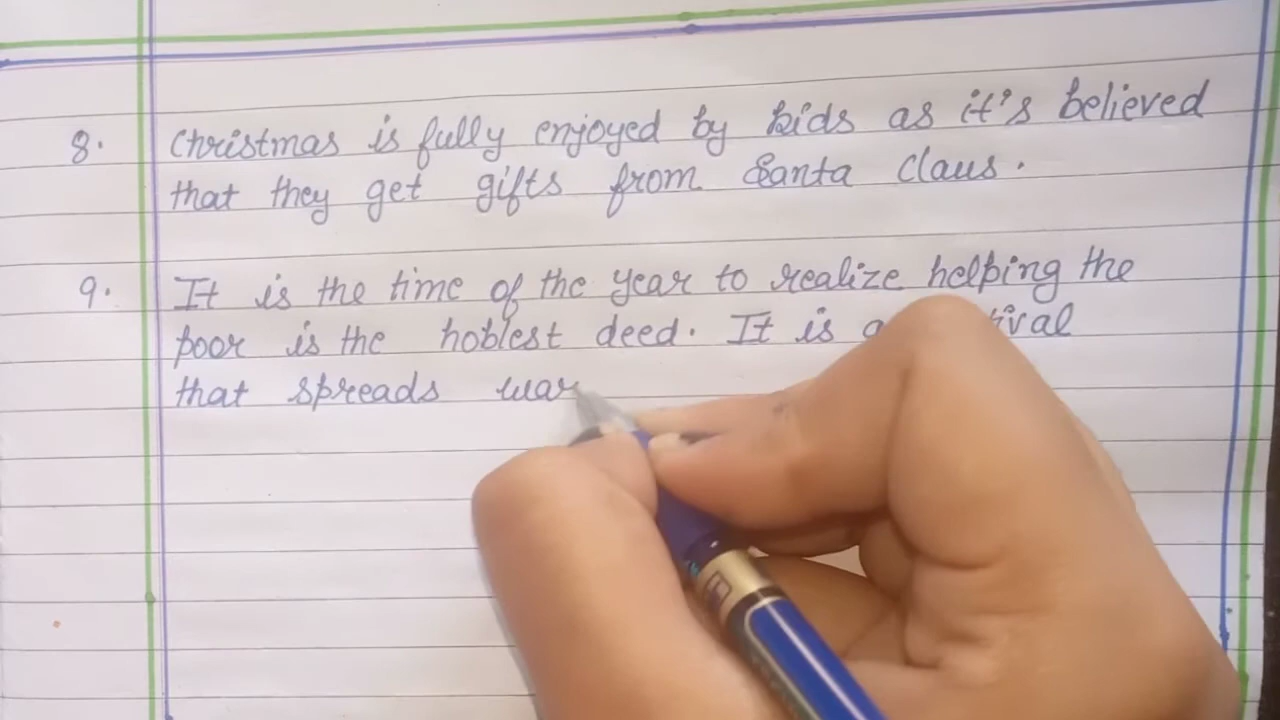 8. Christmas is fully enjoyed by kids as it's believed
that they get gifts from Santa Claus.
9. It is the time of the year to realize helping the
poor is the noblest deed. It is a
that spreads war